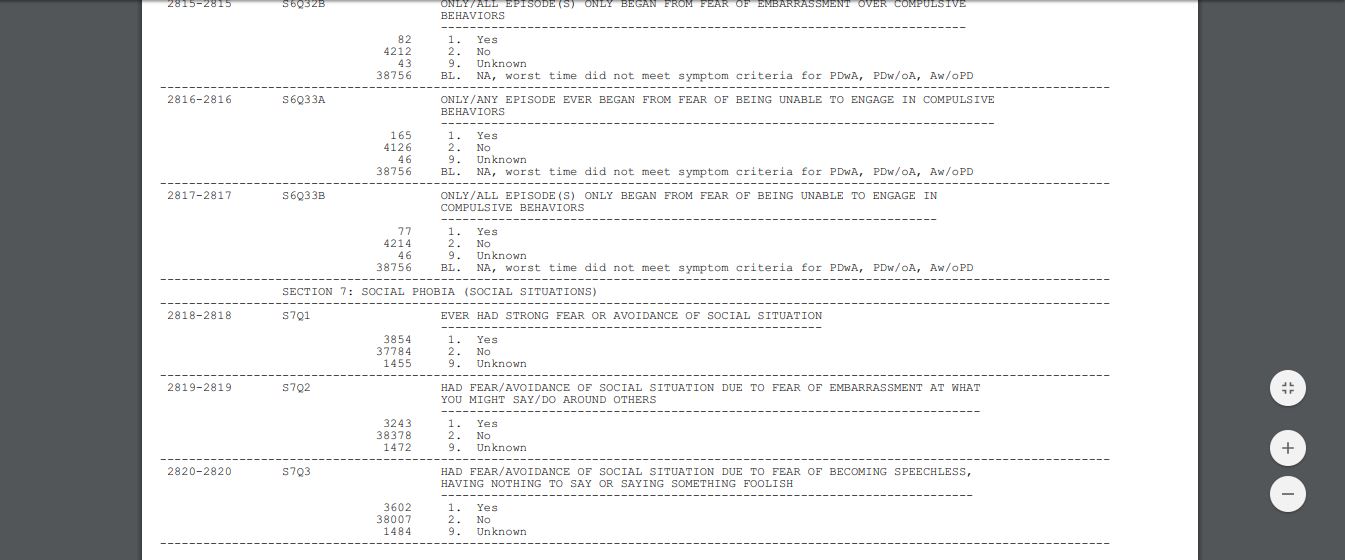 2815-2815 S6Q32B ONLY/ALL EPISODE(S) ONLY BEGAN FROM FEAR OF EMBARRASSMENT OVER COMPULSIVE
BEHAVIORS
82 1. Yes
4212 2. No
43 9. Unknown
38756 BL. NA, worst time did not meet symptom criteria for PDwA, PDw/oA, Aw/oPD
2816-2816 S6Q33A ONLY/ANY EPISODE EVER BEGAN FROM FEAR OF BEING UNABLE TO ENGAGE IN COMPULSIVE
BEHAVIORS
165 1. Yes
4126 2. No
46 9. Unknown
38756 BL. NA, worst time did not meet symptom criteria for PDwA, PDw/oA, Aw/oPD
2817-2817 S6Q33B ONLY/ALL EPISODE(S) ONLY BEGAN FROM FEAR OF BEING UNABLE TO ENGAGE IN
COMPULSIVE BEHAVIORS
77 1. Yes
4214 2. No
46 9. Unknown
38756 BL. NA, worst time did not meet symptom criteria for PDwA, PDw/oA, Aw/oPD
SECTION 7: SOCIAL PHOBIA (SOCIAL SITUATIONS)
2818-2818 S7Q1 EVER HAD STRONG FEAR OR AVOIDANCE OF SOCIAL SITUATION
3854 1. Yes
37784 2. No
1455 9. Unknown
2819-2819 S7Q2 HAD FEAR/AVOIDANCE OF SOCIAL SITUATION DUE TO FEAR OF EMBARRASSMENT AT WHAT
YOU MIGHT SAY/DO AROUND OTHERS
3243 1. Yes
38378 2. No
1472 9. Unknown
2820-2820 S7Q3 HAD FEAR/AVOIDANCE OF SOCIAL SITUATION DUE TO FEAR OF BECOMING SPEECHLESS,
HAVING NOTHING TO SAY OR SAYING SOMETHING FOOLISH
3602 1. Yes
38007 2. No
1484 9. Unknown